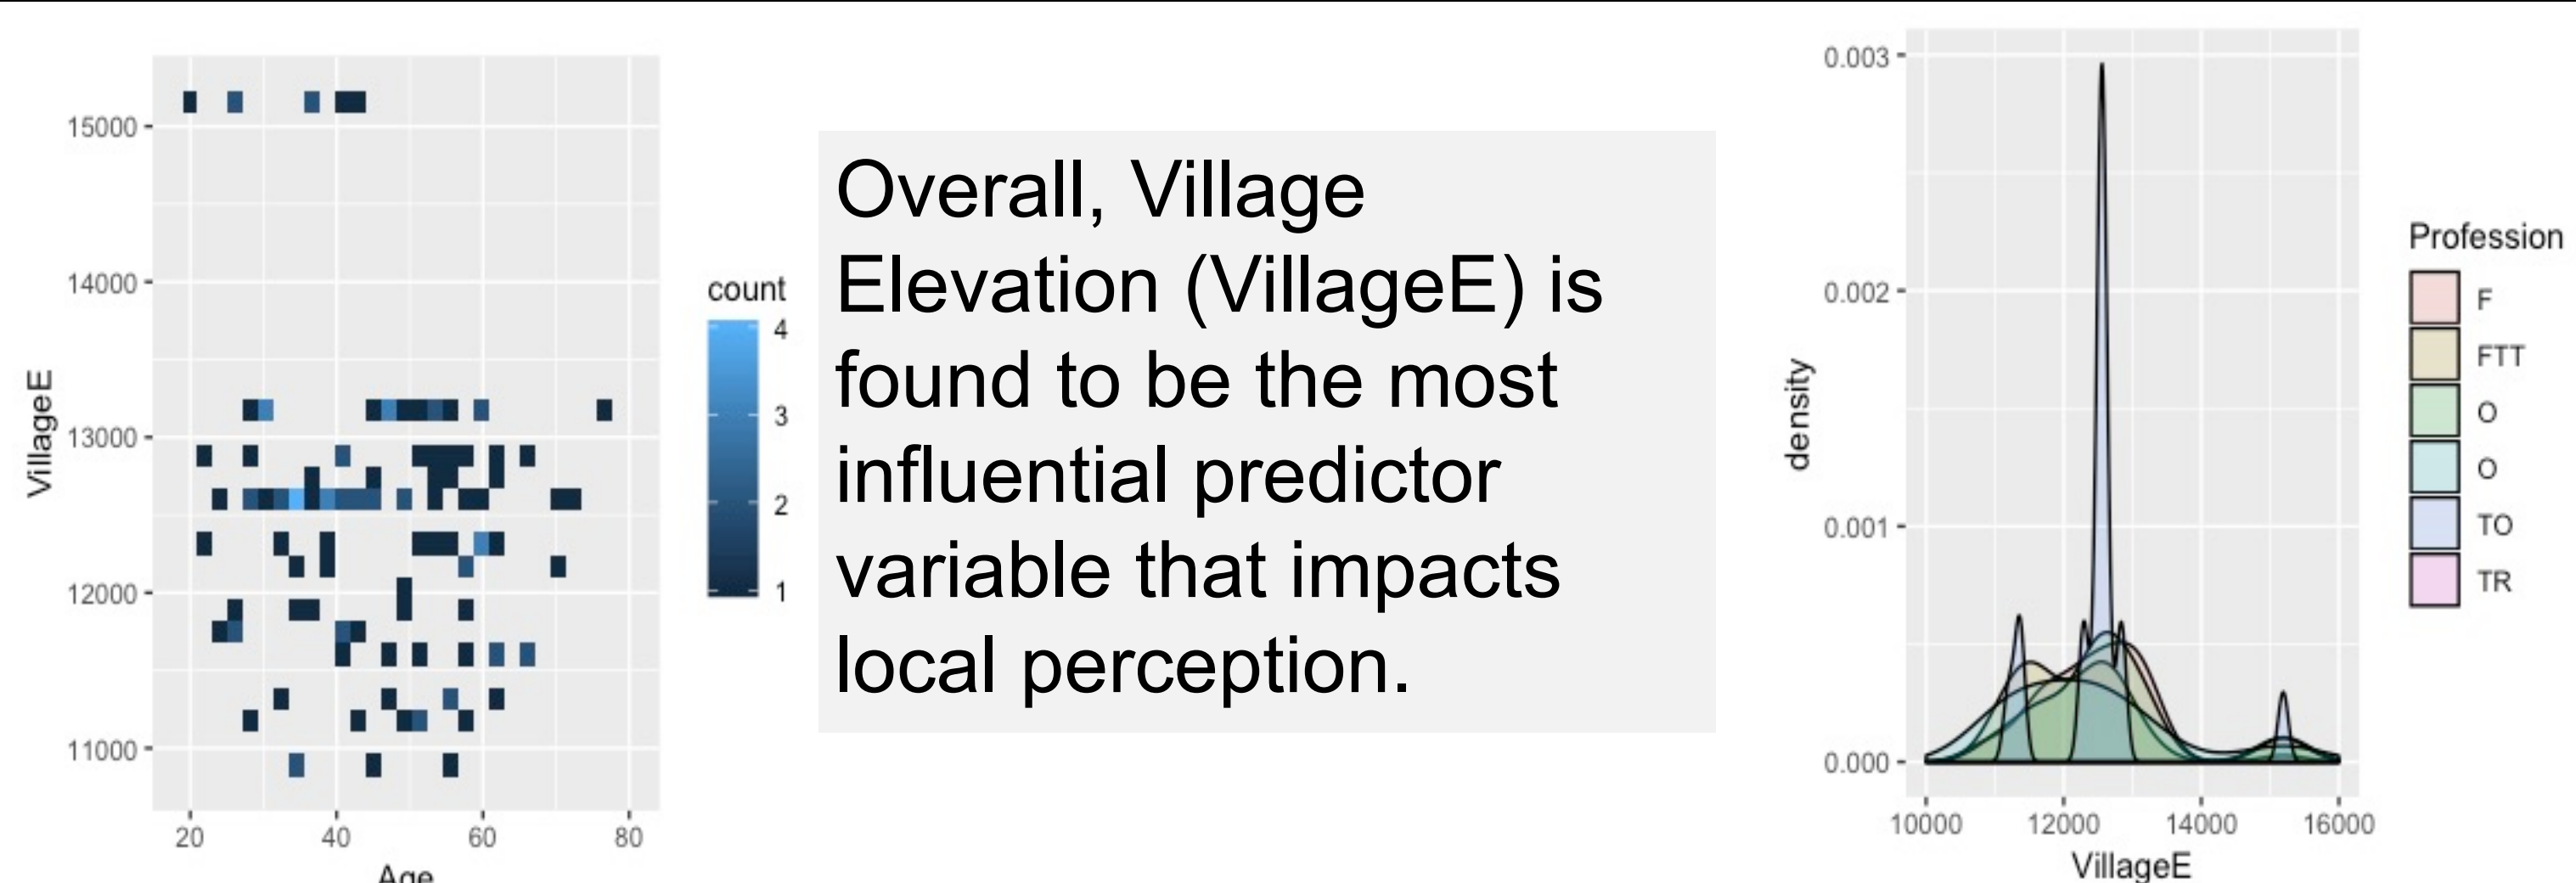 15000
14000
13000
12000
11000
VillageE
20 40 60 80
Age
count
4
3
2
1
Overall, Village
Elevation (VillageE) is
found to be the most
influential predictor
variable that impacts
local perception.
0.003
0.002
0.001
0.000
density
10000 12000 14000 16000
VillageE
Profession
F
FTT
O
O
TO
TR